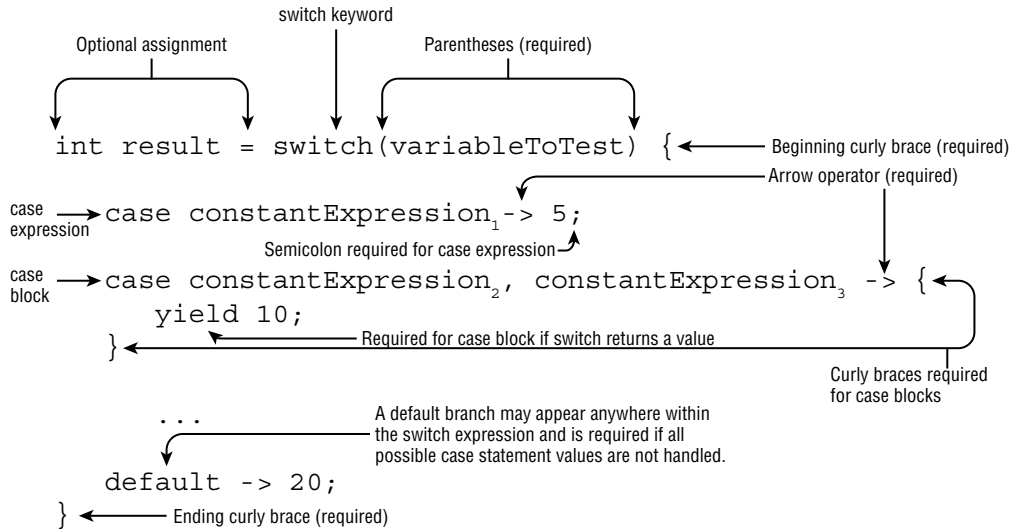 switch keyword
Optional assignment
Parentheses (required)
int result = switch(variableToTest) {
Beginning curly brace (required)
Arrow operator (required)
case
expression
case constantExpression₁-> 5;
Semicolon required for case expression
case
block
case constantExpression₂, constantExpression₃ -> {
yield 10;
Required for case block if switch returns a value
}
Curly braces required
for case blocks
...
A default branch may appear anywhere within
the switch expression and is required if all
possible case statement values are not handled.
default -> 20;
}
Ending curly brace (required)